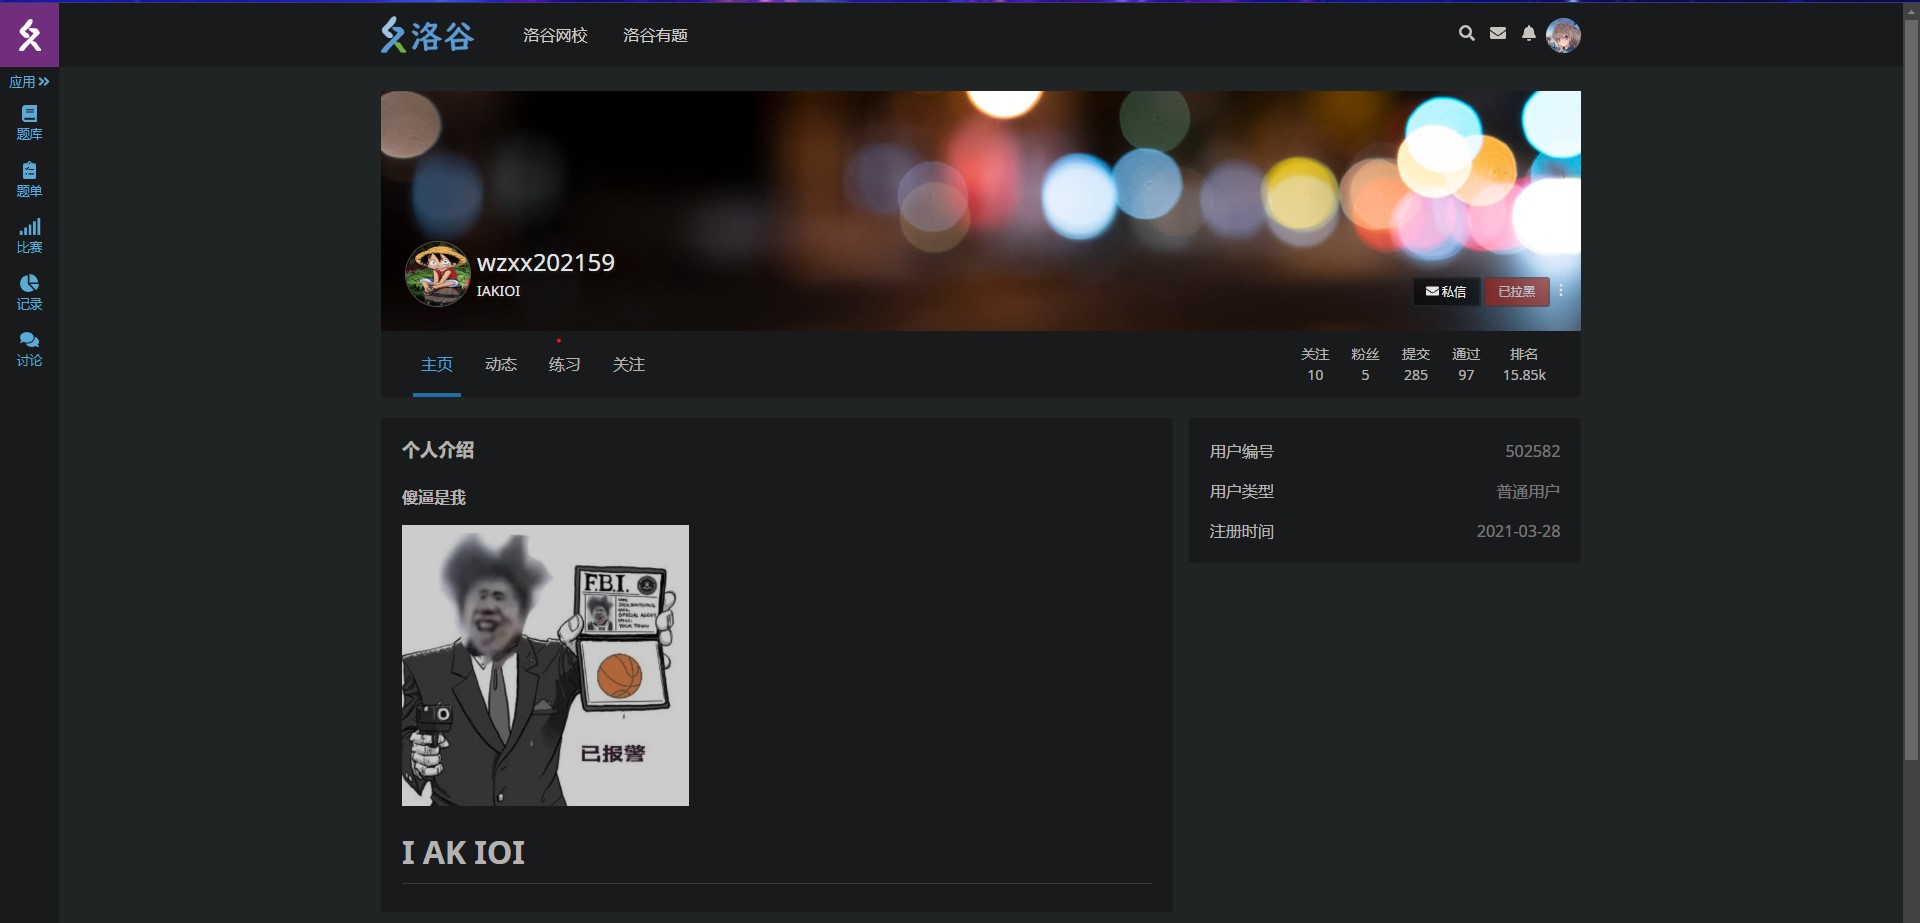 洛谷
洛谷网校
洛谷有题
应用
题库
题单
比赛
记录
讨论
wzxx202159
IAKIOI
私信
已拉黑
主页
动态
练习
关注
关注
10
粉丝
5
提交
285
通过
97
排名
15.85k
个人介绍
傻逼是我
F.B.I.
已报警
I AK IOI
用户编号 502582
用户类型 普通用户
注册时间 2021-03-28